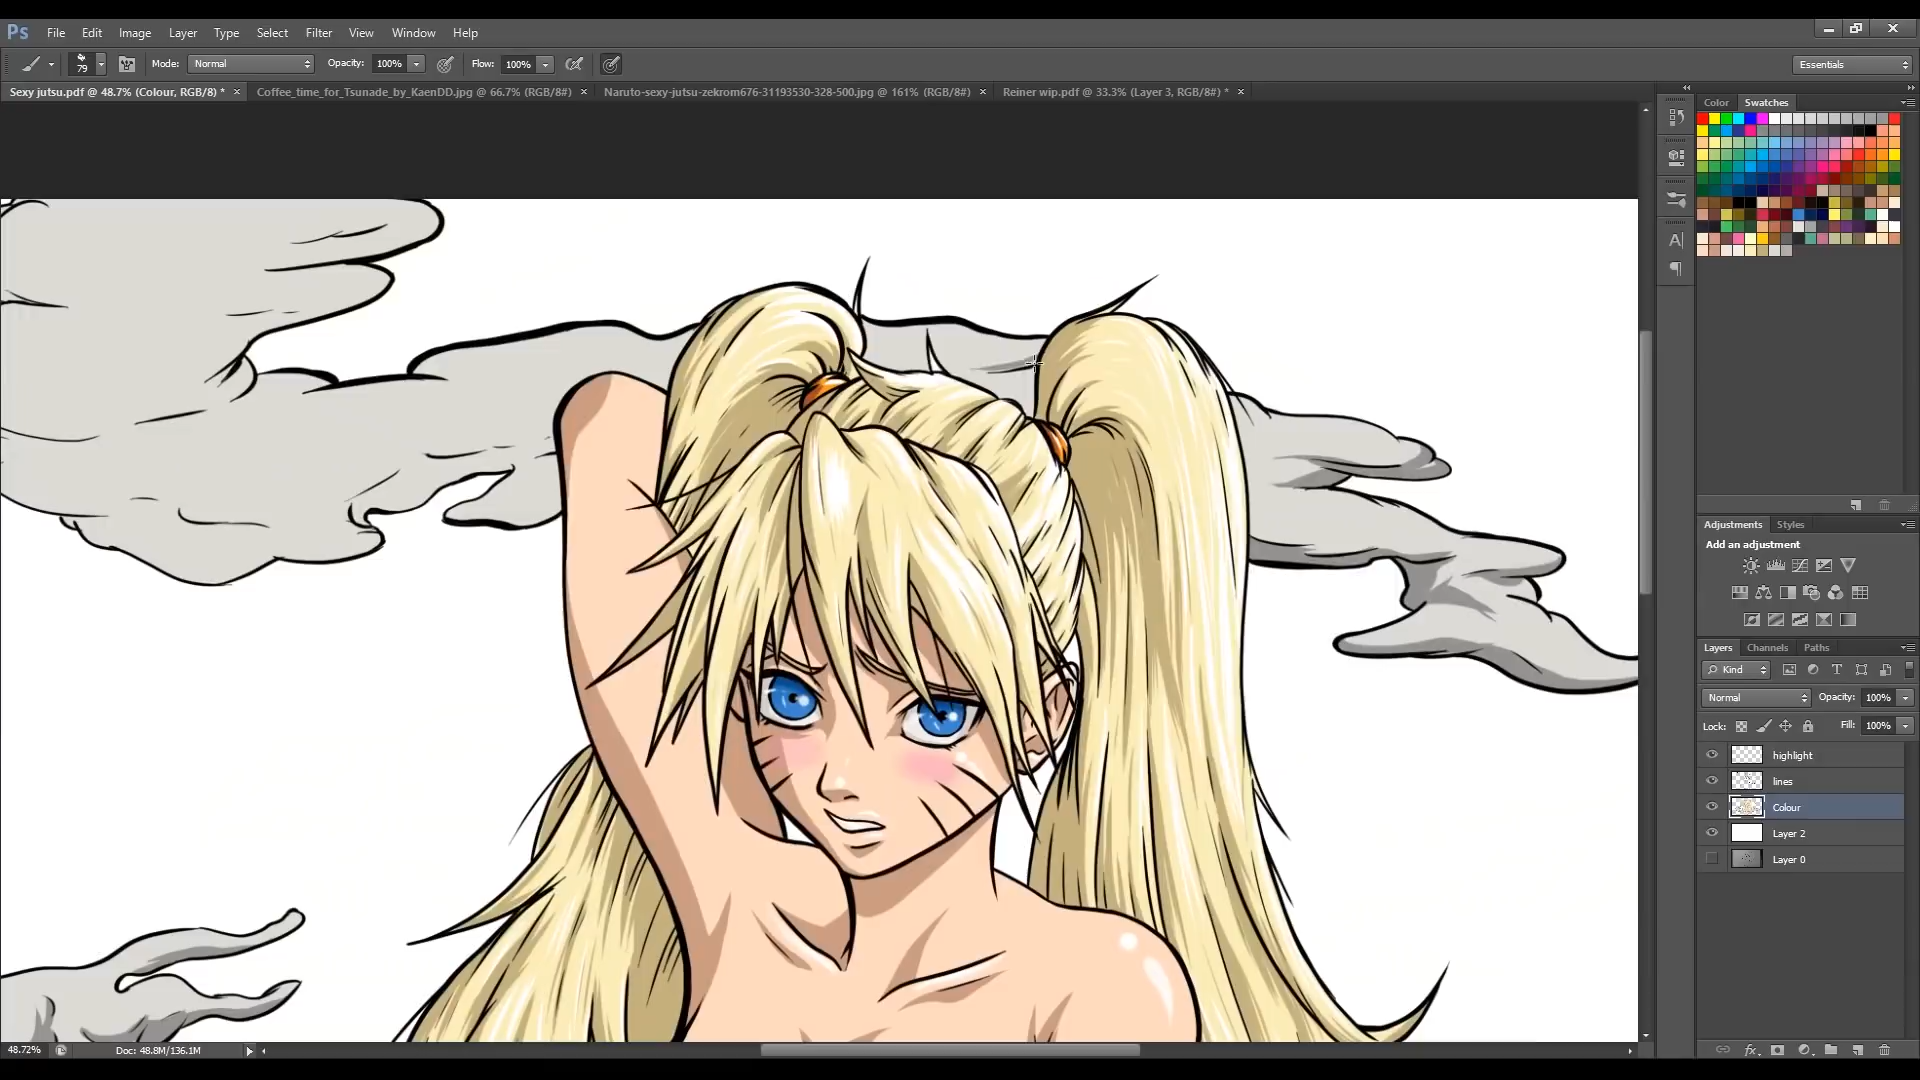 Ps File Edit Image Layer Type Select Filter View Window Help
79 Mode: Normal Opacity: 100% Flow: 100% Essentials
Sexy jutsu.pdf @ 48.7% (Colour, RGB/8) * × Coffee_time_for_Tsunade_by_KaenDD.jpg @ 66.7% (RGB/8#) × Naruto-sexy-jutsu-zekrom676-31193530-328-500.jpg @ 161% (RGB/8#) × Reiner wip.pdf @ 33.3% (Layer 3, RGB/8#) * ×
Color Swatches
A
Adjustments Styles
Add an adjustment
Layers Channels Paths
Kind T
Normal Opacity: 100%
Lock: Fill: 100%
highlight
lines
Colour
Layer 2
Layer 0
48.72% Doc: 48.8M/136.1M fx